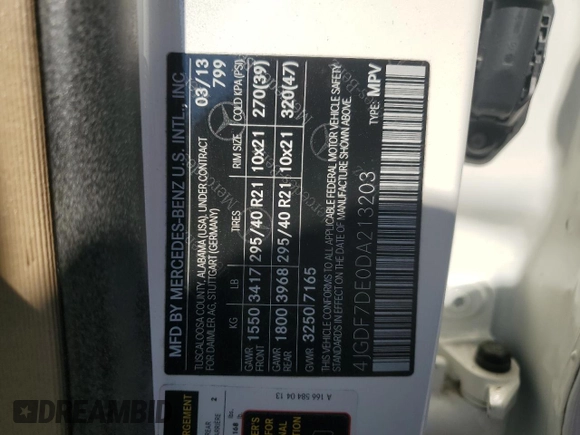 MFD BY MERCEDES-BENZ U.S. INTL., INC.
TUSCALOOSA COUNTY, ALABAMA (USA), UNDER CONTRACT
FOR DAIMLER AG, STUTTGART (GERMANY)
03/13
799
KG LB TIRES RIM SIZE COLD KPA(PSI)
GAWR FRONT 1550 3417 295/40 R21 10x21 270(39)
GAWR REAR 1800 3968 295/40 R21 10x21 320(47)
GVWR 3250 7165
THIS VEHICLE CONFORMS TO ALL APPLICABLE FEDERAL MOTOR VEHICLE SAFETY
STANDARDS IN EFFECT ON THE DATE OF MANUFACTURE SHOWN ABOVE.
4JGDF7DE0DA213203
TYPE: MPV
A 166 584 04 13
2
168
DREAMBID